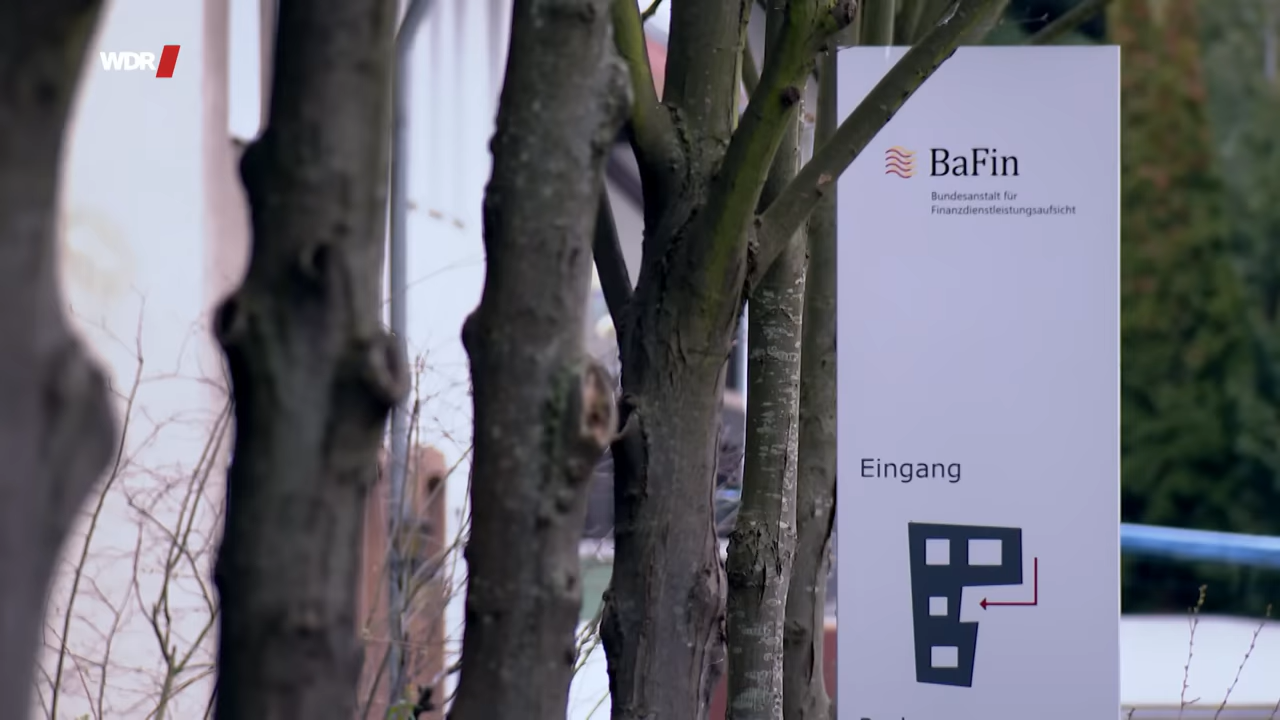 WDR
BaFin
Bundesanstalt für
Finanzdienstleistungsaufsicht
Eingang